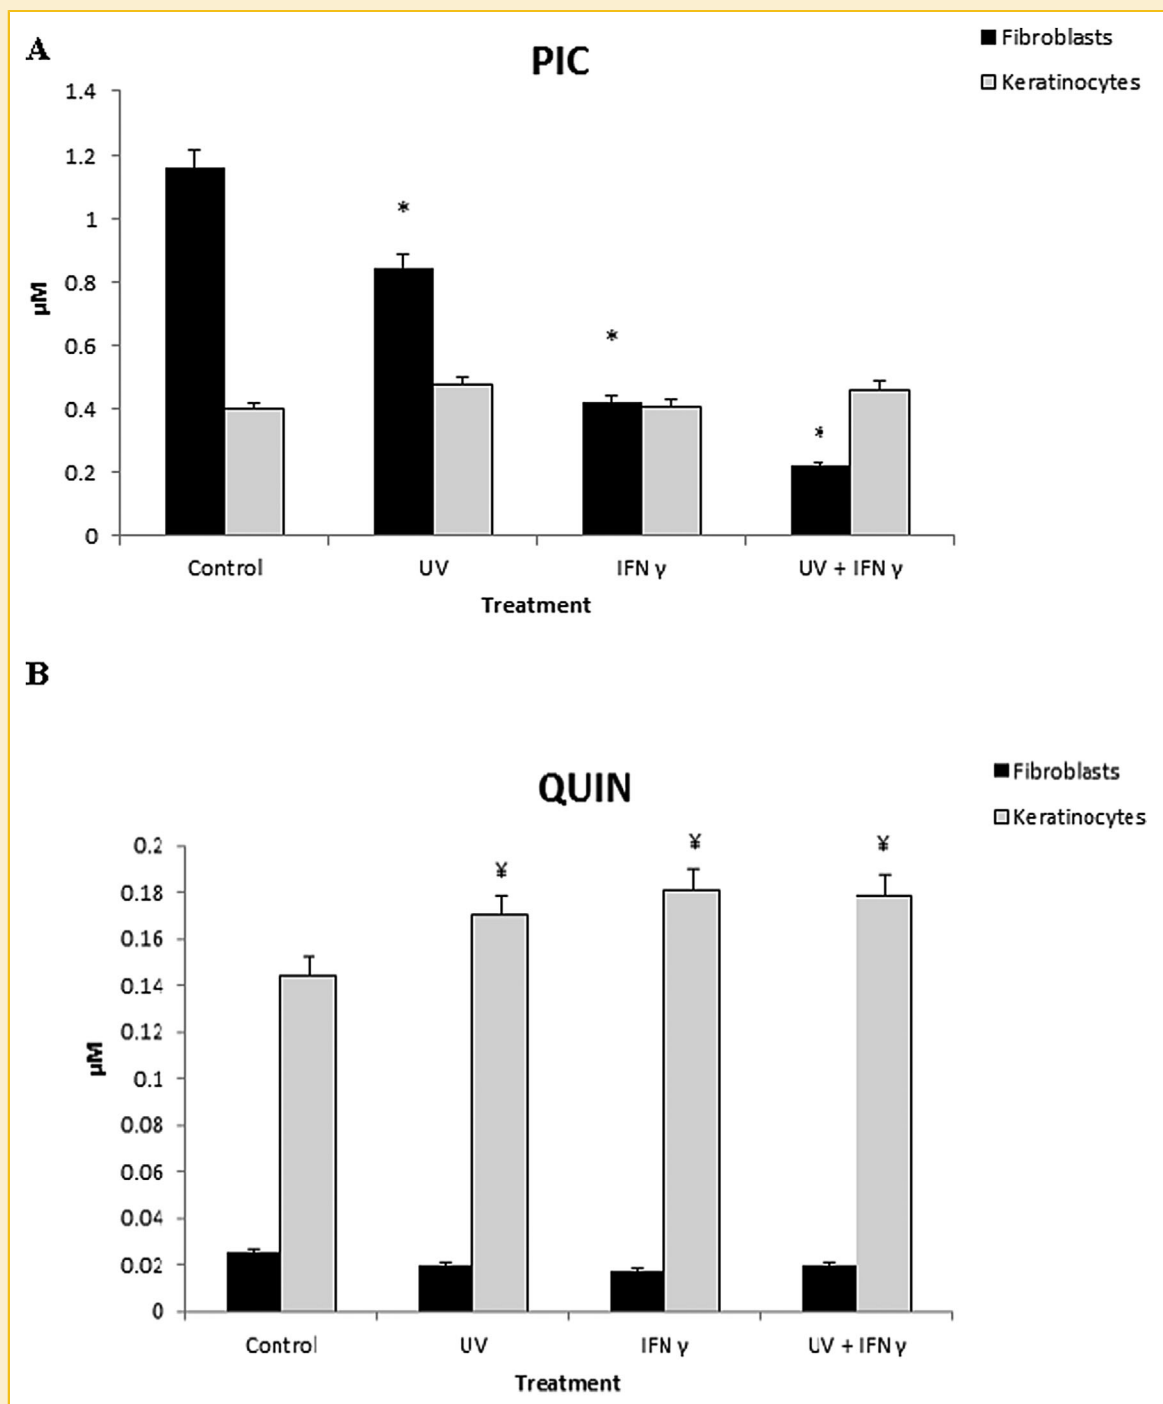 A
PIC
Fibroblasts
Keratinocytes
1.4
1.2
1
0.8
0.6
0.4
0.2
0
µM
*
*
*
Control UV IFN γ UV + IFN γ
Treatment
B
QUIN
Fibroblasts
Keratinocytes
0.2
0.18
0.16
0.14
0.12
0.1
0.08
0.06
0.04
0.02
0
µM
¥
¥
¥
Control UV IFN γ UV + IFN γ
Treatment